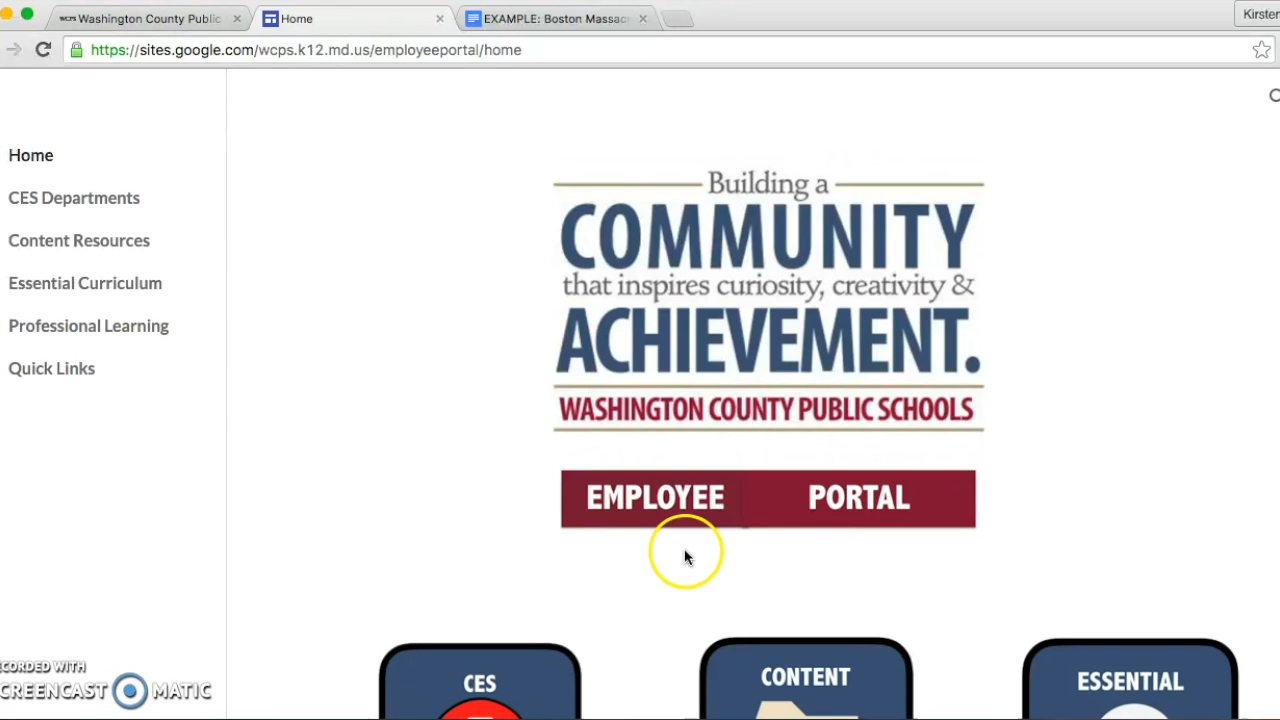 Washington County Public
Home
EXAMPLE: Boston Massac
Kirsten
https://sites.google.com/wcps.k12.md.us/employeeportal/home
Home
CES Departments
Content Resources
Essential Curriculum
Professional Learning
Quick Links
Building a
COMMUNITY
that inspires curiosity, creativity &
ACHIEVEMENT.
WASHINGTON COUNTY PUBLIC SCHOOLS
EMPLOYEE PORTAL
CES
CONTENT
ESSENTIAL
ECORDED WITH
CREENCAST MATIC